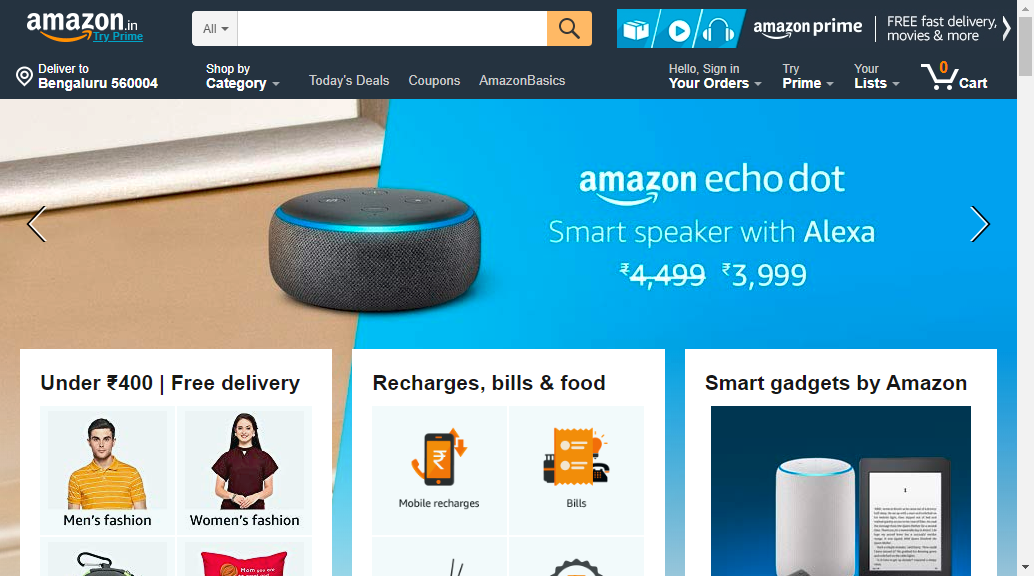 amazon.in
Try Prime
All
amazon prime
FREE fast delivery,
movies & more
Deliver to
Bengaluru 560004
Shop by
Category
Today's Deals
Coupons
AmazonBasics
Hello, Sign in
Your Orders
Try
Prime
Your
Lists
0
Cart
amazon echo dot
Smart speaker with Alexa
₹4,499 ₹3,999
Under ₹400 | Free delivery
Men's fashion
Women's fashion
Recharges, bills & food
₹
Mobile recharges
Bills
Smart gadgets by Amazon